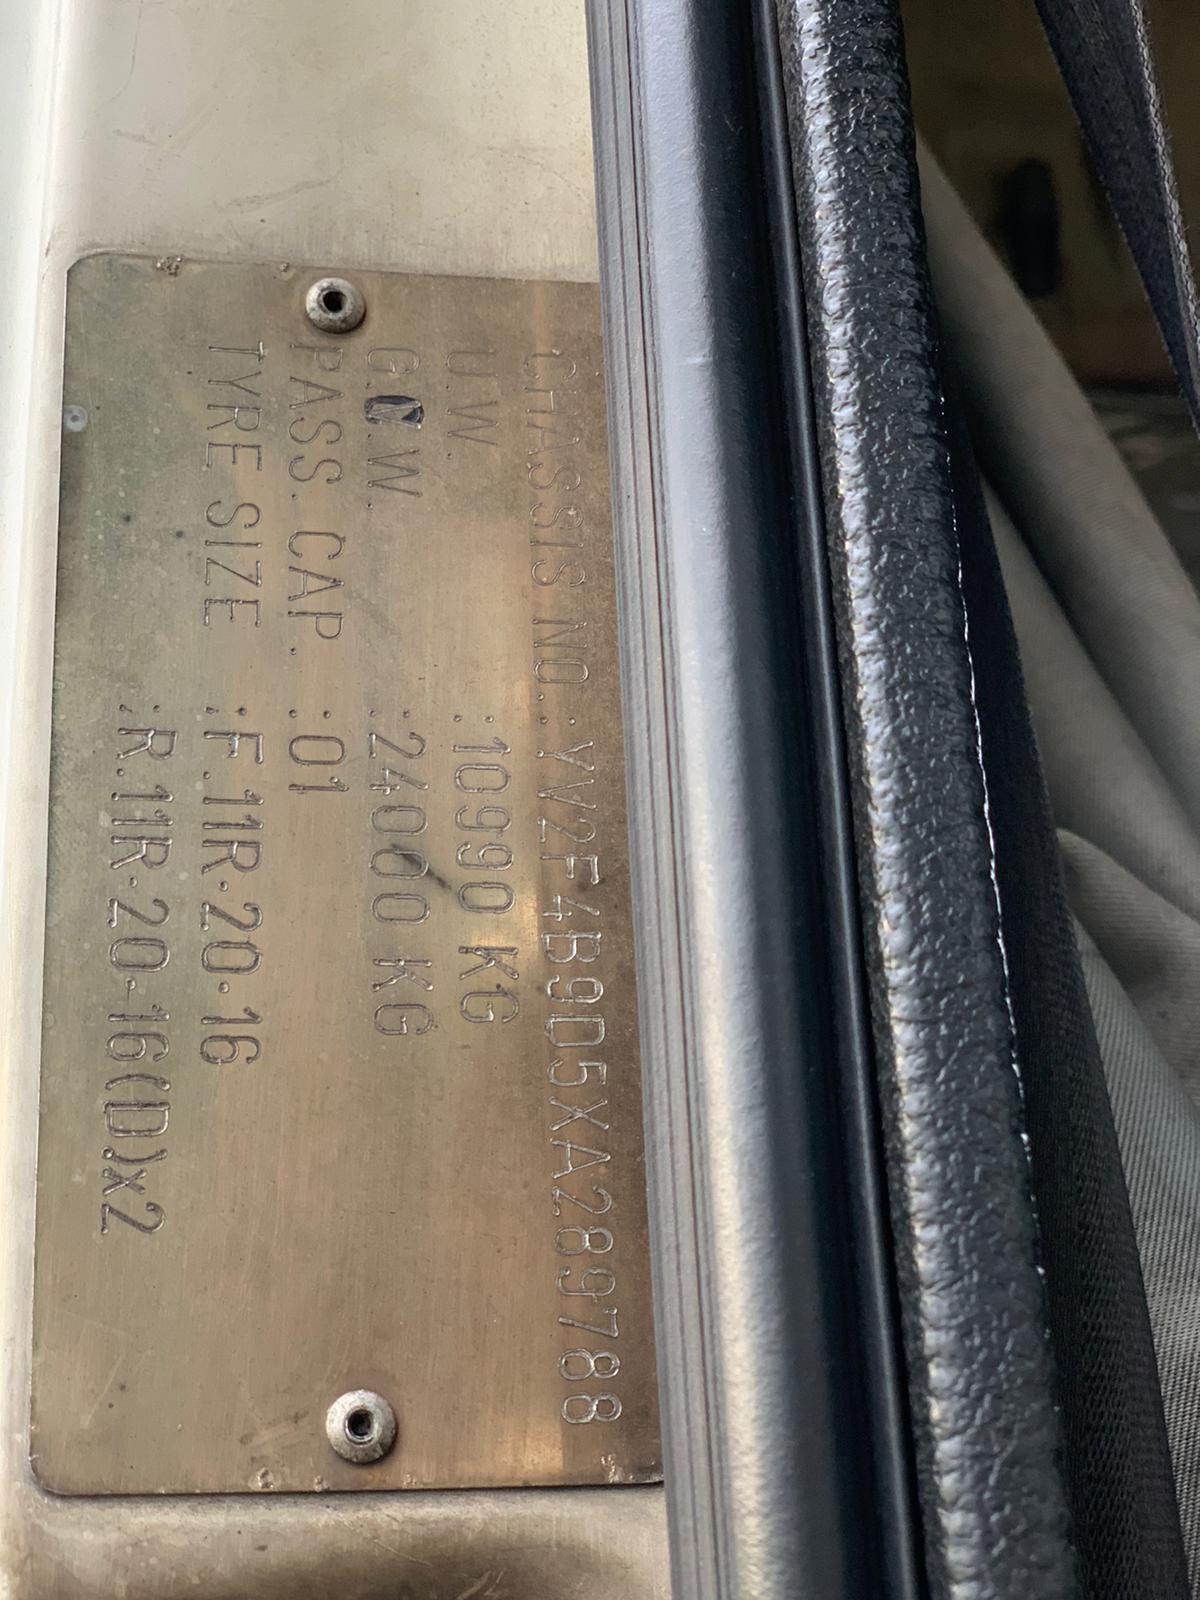 CHASSIS NO. : YV2F4B9D5XA289788
U.W. : 10990 KG
G.V.W. : 24000 KG
PASS. CAP. : 01
TYRE SIZE : F.11R-20-16
: R.11R-20-16(D)x2